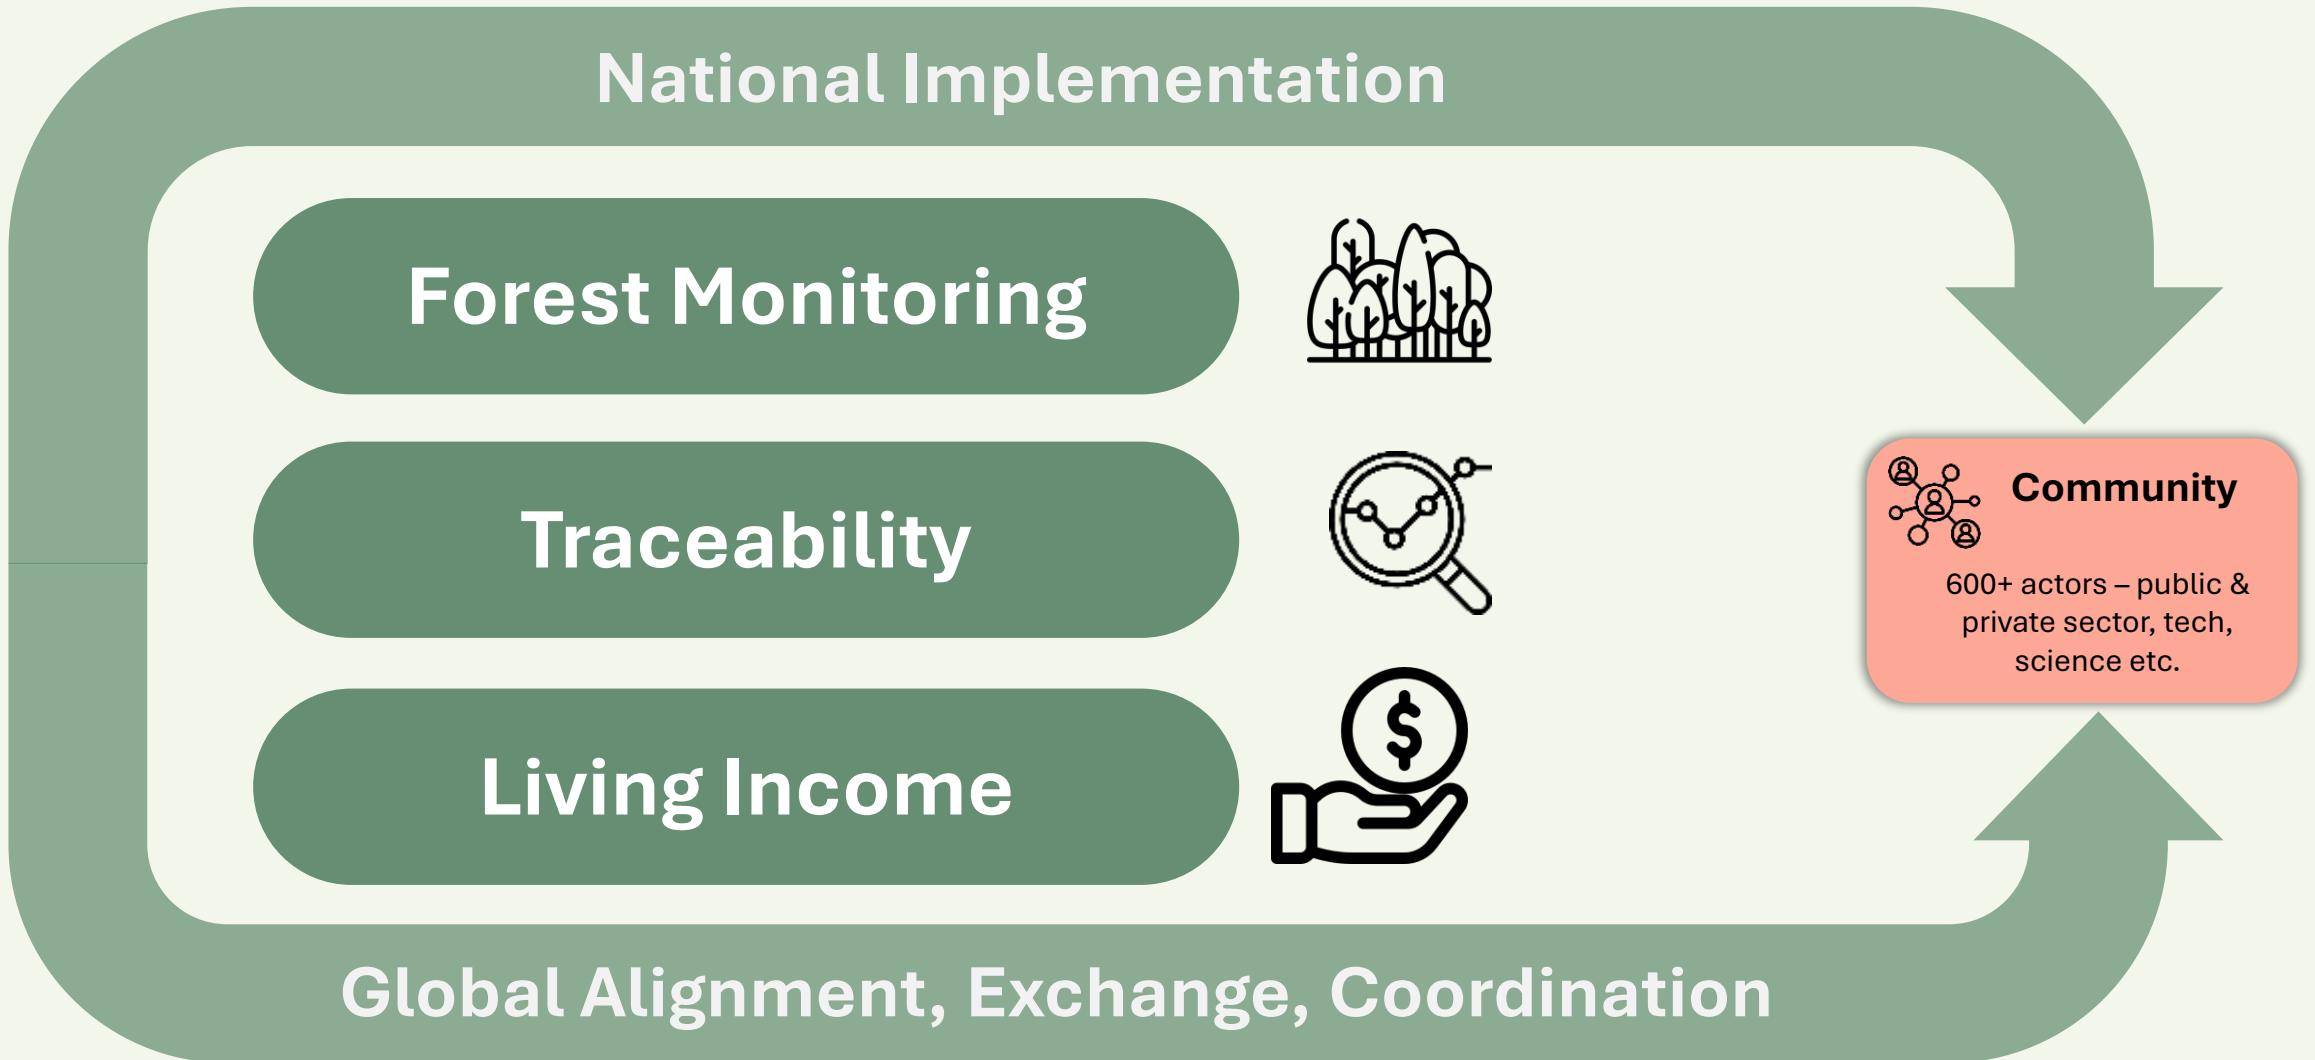 National Implementation
Forest Monitoring
Traceability
Living Income
Community
600+ actors – public &
private sector, tech,
science etc.
Global Alignment, Exchange, Coordination